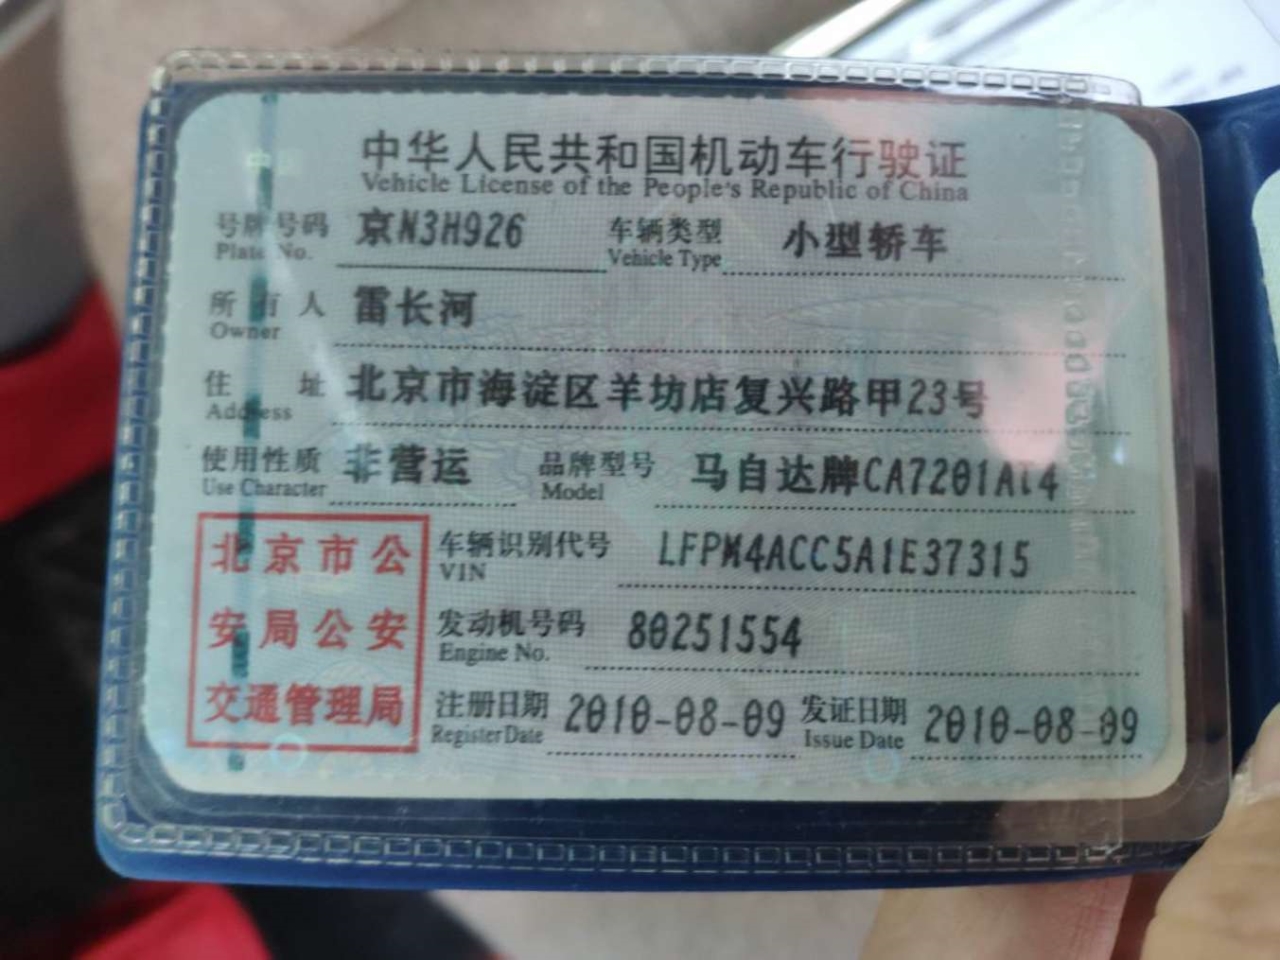 中华人民共和国机动车行驶证
Vehicle License of the People's Republic of China
号牌号码 京N3H926 车辆类型 小型轿车
Plate No. Vehicle Type
所有人 雷长河
Owner
住址 北京市海淀区羊坊店复兴路甲23号
Address
使用性质 非营运 品牌型号 马自达牌CA7201AT4
Use Character Model
北京市公
安局公安
交通管理局
车辆识别代号 LFPM4ACC5A1E37315
VIN
发动机号码 80251554
Engine No.
注册日期 2010-08-09 发证日期 2010-08-09
Register Date Issue Date